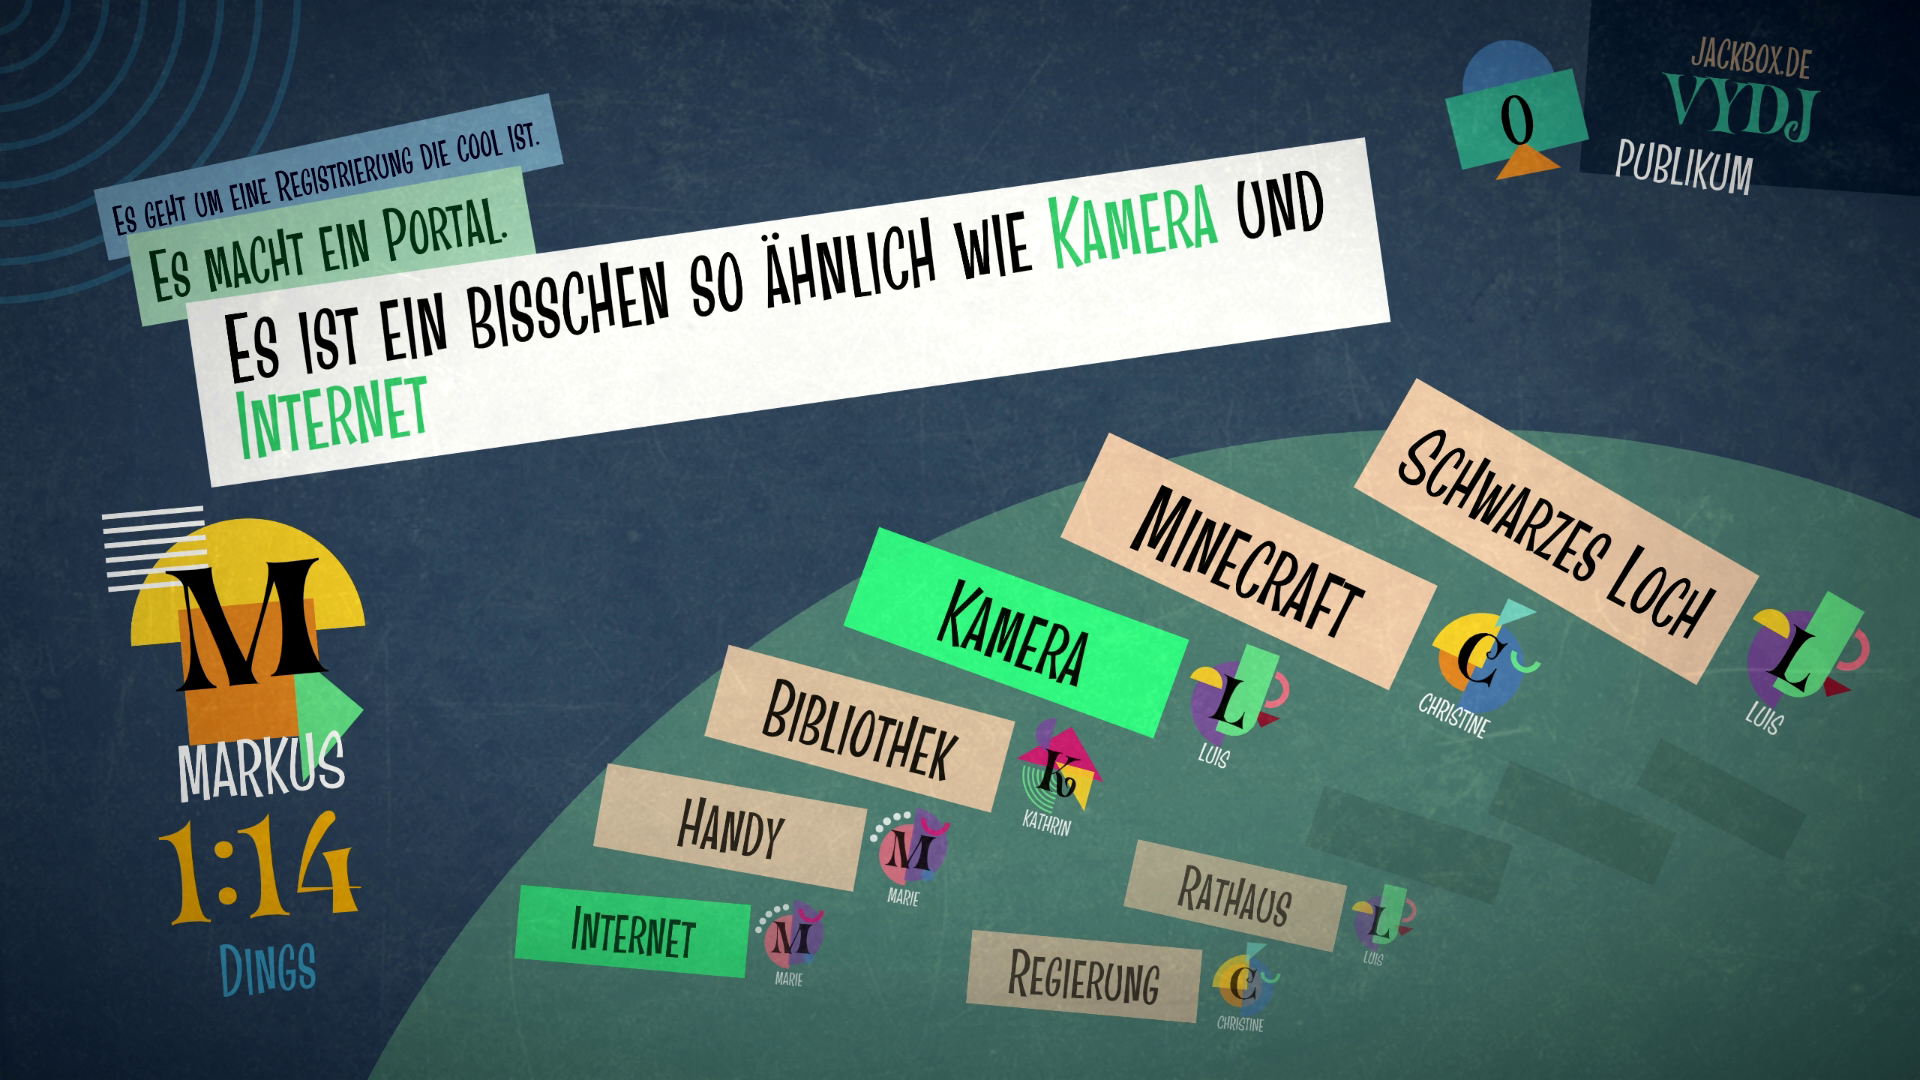 JACKBOX.DE
VYDJ
0
PUBLIKUM
Es geht um eine Registrierung die cool ist.
Es macht ein Portal.
Es ist ein bisschen so ähnlich wie Kamera und
Internet
M
MARKUS
1:14
DINGS
Schwarzes Loch
L
LUIS
Minecraft
C
CHRISTINE
Kamera
L
LUIS
Bibliothek
K
KATHRIN
Handy
M
MARIE
Internet
M
MARIE
Rathaus
L
LUIS
Regierung
C
CHRISTINE